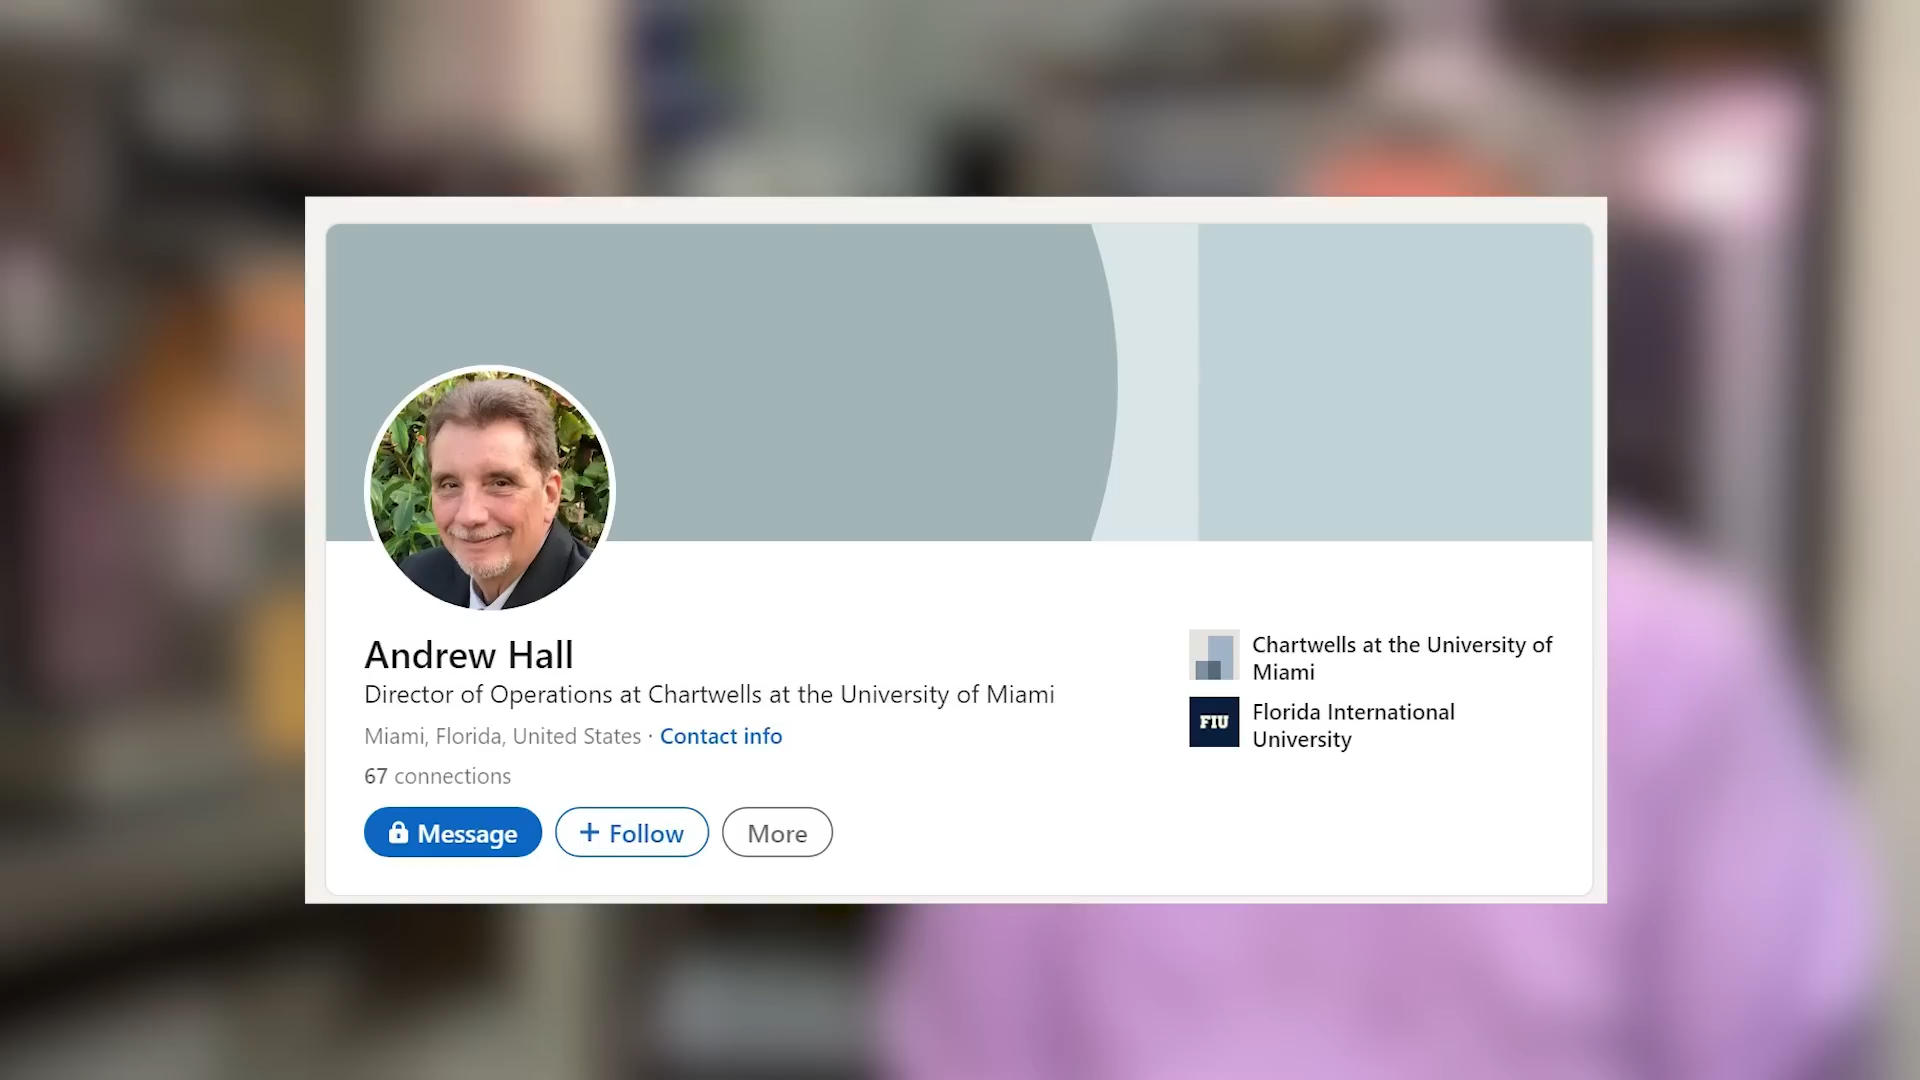 Andrew Hall
Director of Operations at Chartwells at the University of Miami
Miami, Florida, United States · Contact info
67 connections
Message
+ Follow
More
Chartwells at the University of
Miami
FIU
Florida International
University